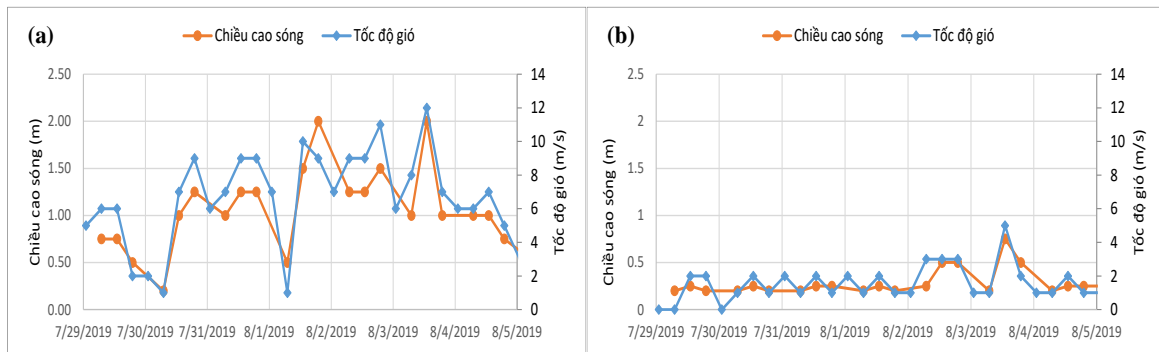 (a)
Chiều cao sóng Tốc độ gió
Chiều cao sóng (m)
2.50
2.00
1.50
1.00
0.50
0.00
14
12
10
8
6
4
2
0
Tốc độ gió (m/s)
7/29/2019 7/30/2019 7/31/2019 8/1/2019 8/2/2019 8/3/2019 8/4/2019 8/5/2019
(b)
Chiều cao sóng Tốc độ gió
Chiều cao sóng (m)
2.5
2
1.5
1
0.5
0
14
12
10
8
6
4
2
0
Tốc độ gió (m/s)
7/29/2019 7/30/2019 7/31/2019 8/1/2019 8/2/2019 8/3/2019 8/4/2019 8/5/2019